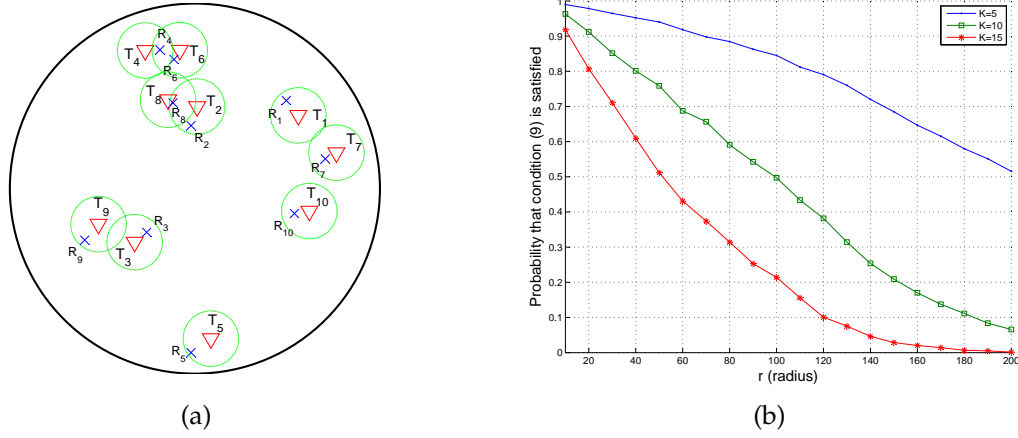 R4
T4
T6
R6
T8
T2
R8
R2
R1
T1
T7
R7
T10
R10
T9
R3
R9
T3
T5
R5
(a)
Probability that condition (9) is satisfied
1
0.9
0.8
0.7
0.6
0.5
0.4
0.3
0.2
0.1
0
20 40 60 80 100 120 140 160 180 200
r (radius)
K=5
K=10
K=15
(b)